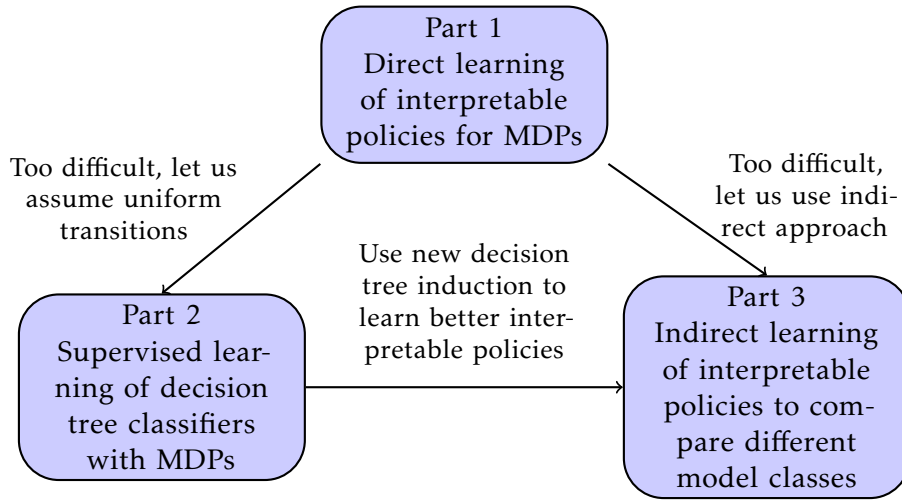 Part 1
Direct learning
of interpretable
policies for MDPs
Too difficult, let us
assume uniform
transitions
Too difficult,
let us use indi-
rect approach
Use new decision
tree induction to
learn better inter-
pretable policies
Part 2
Supervised lear-
ning of decision
tree classifiers
with MDPs
Part 3
Indirect learning
of interpretable
policies to com-
pare different
model classes